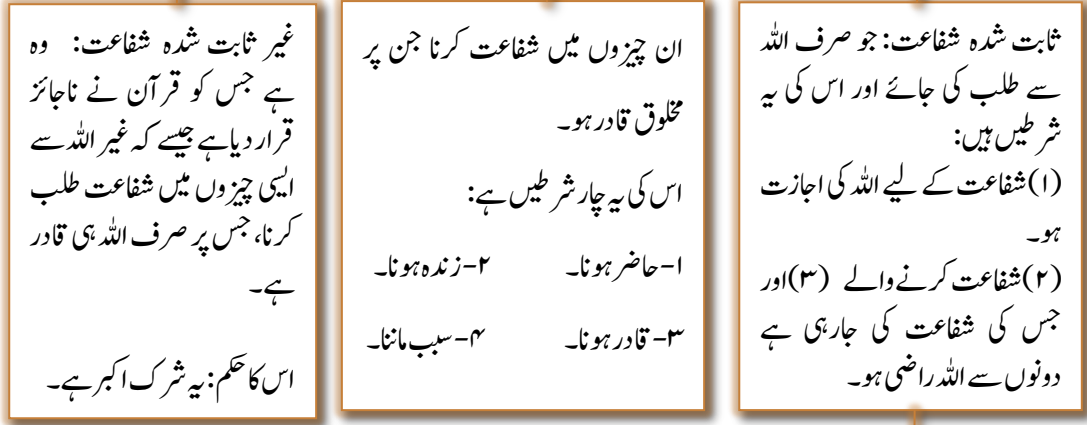 ثابت شدہ شفاعت: جو صرف اللہ
سے طلب کی جائے اور اس کی یہ
شرطیں ہیں:
(۱) شفاعت کے لیے اللہ کی اجازت
ہو۔
(۲) شفاعت کرنے والے (۳) اور
جس کی شفاعت کی جارہی ہے
دونوں سے اللہ راضی ہو۔
ان چیزوں میں شفاعت کرنا جن پر
مخلوق قادر ہو۔
اس کی یہ چار شرطیں ہے:
۱- حاضر ہونا۔ ۲- زندہ ہونا۔
۳- قادر ہونا۔ ۴- سبب ماننا۔
غیر ثابت شدہ شفاعت: وہ
ہے جس کو قرآن نے ناجائز
قرار دیا ہے جیسے کہ غیر اللہ سے
ایسی چیزوں میں شفاعت طلب
کرنا، جس پر صرف اللہ ہی قادر
ہے۔
اس کا حکم: یہ شرک اکبر ہے۔